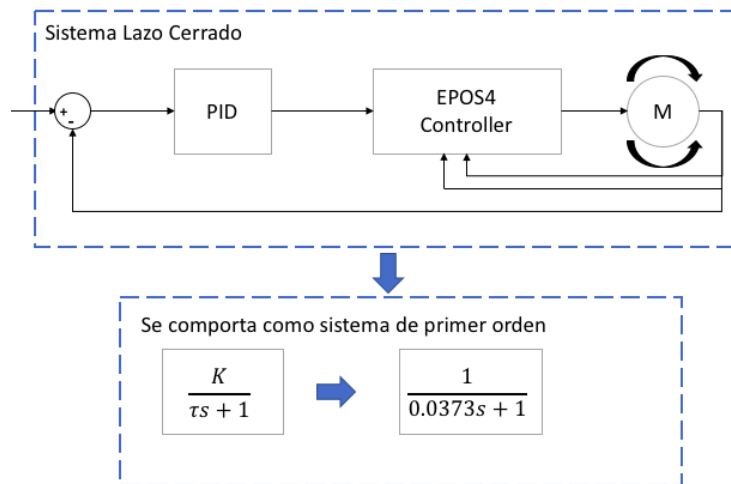 Sistema Lazo Cerrado
+
-
PID
EPOS4
Controller
M
Se comporta como sistema de primer orden
K
τs + 1
1
0.0373s + 1